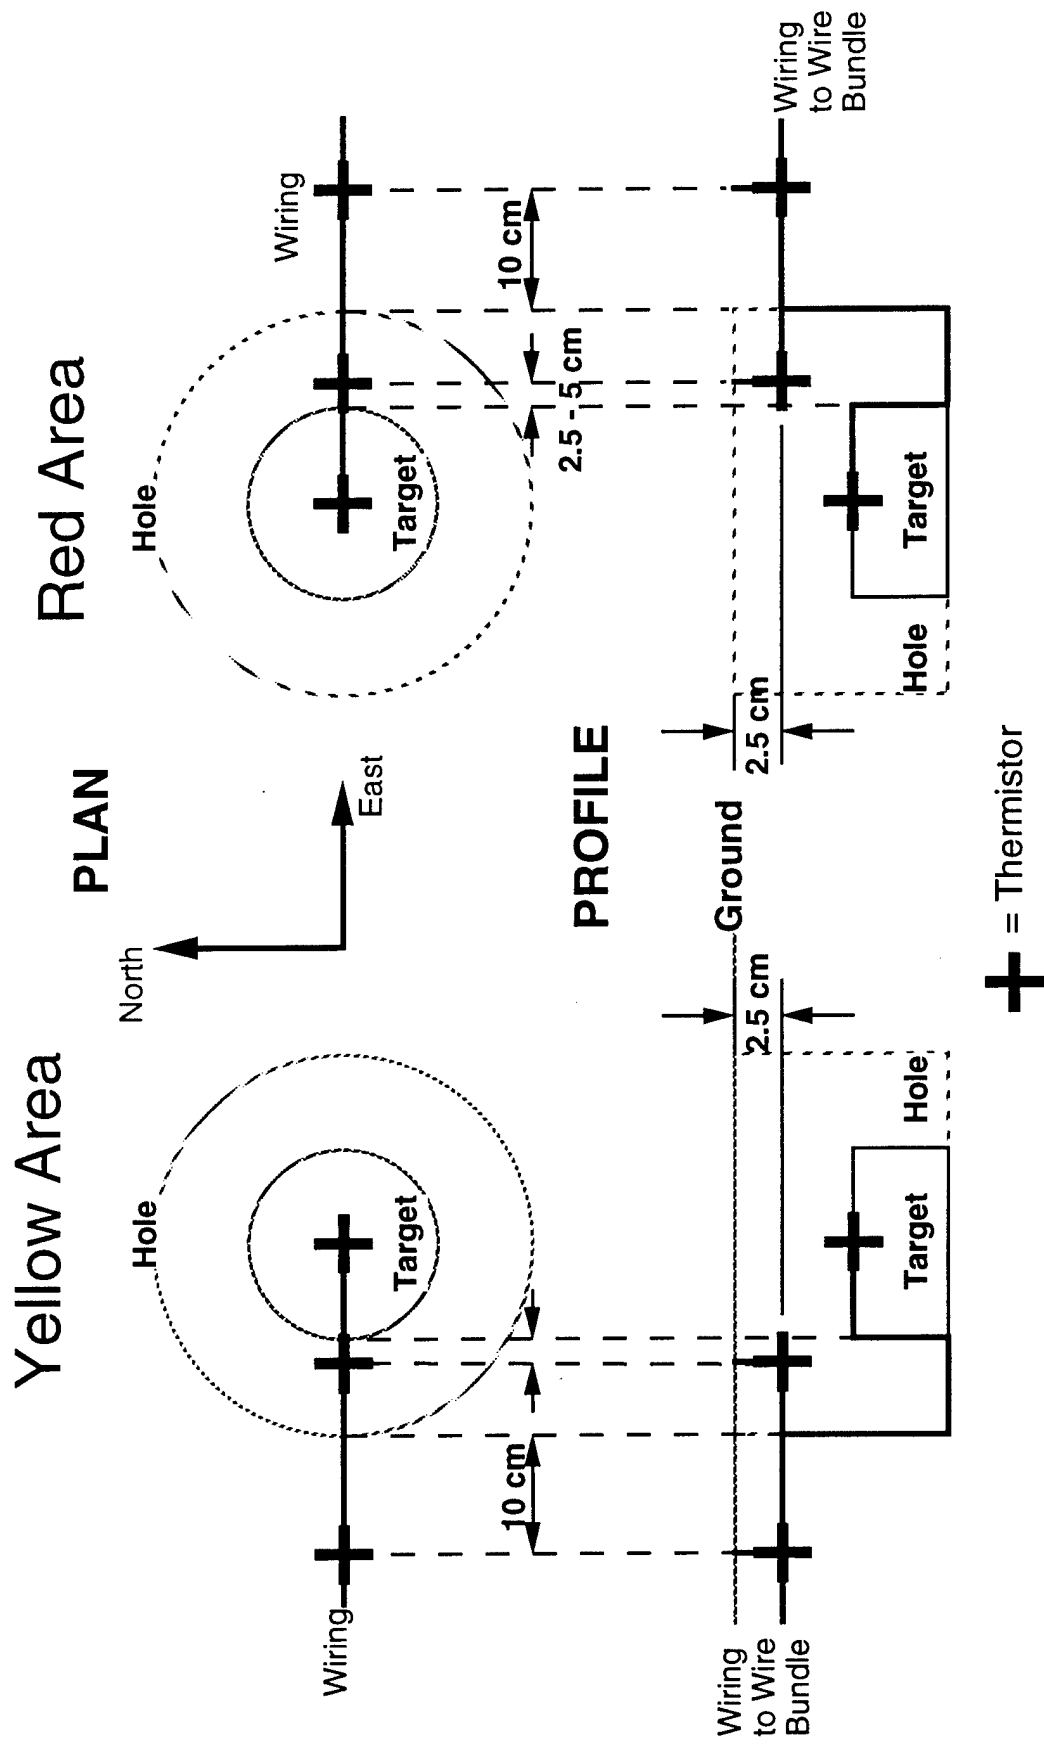 Yellow Area
Red Area
PLAN
North
East
Hole
Target
Wiring
10 cm
Hole
Target
Wiring
10 cm
2.5 - 5 cm
PROFILE
Ground
Wiring
to Wire
Bundle
2.5 cm
Target
Hole
2.5 cm
Hole
Target
Wiring
to Wire
Bundle
= Thermistor